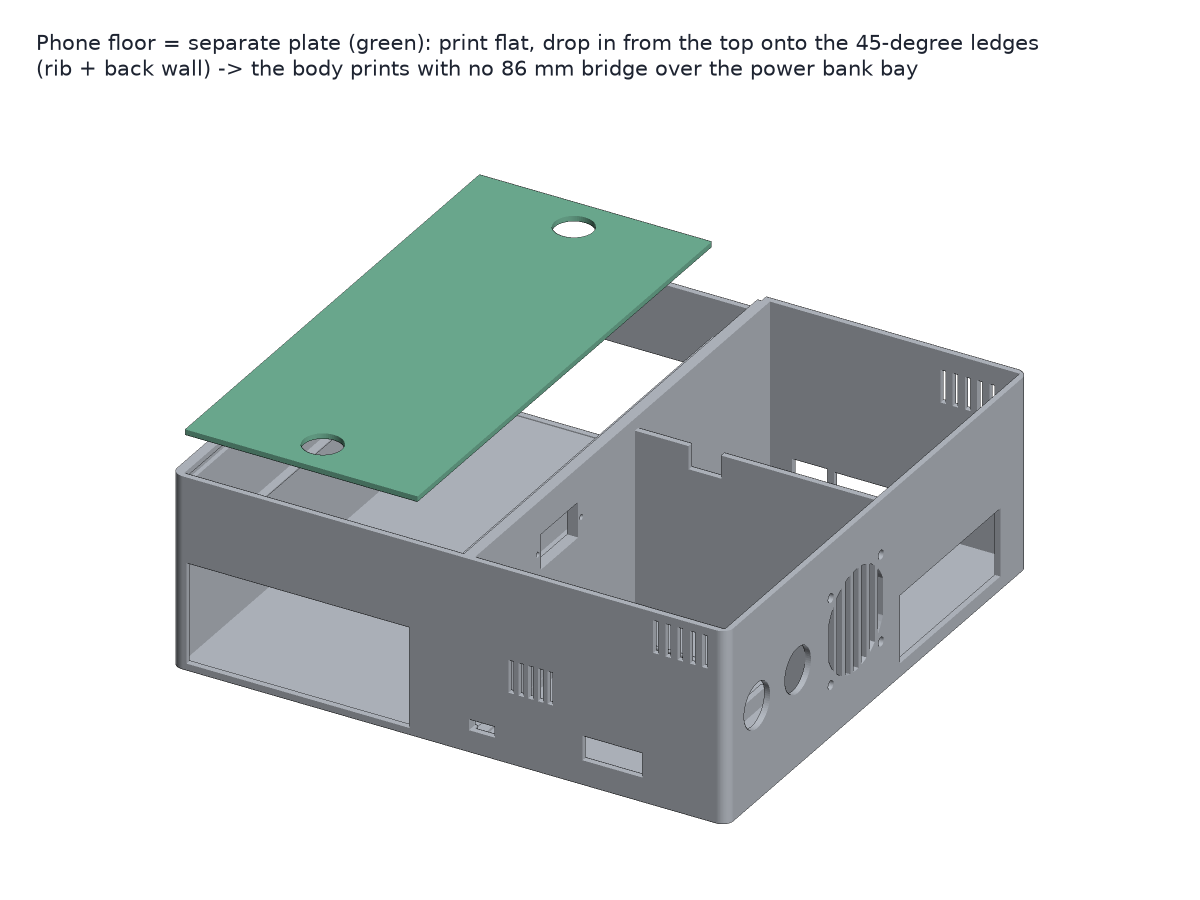 Phone floor = separate plate (green): print flat, drop in from the top onto the 45-degree ledges
(rib + back wall) -> the body prints with no 86 mm bridge over the power bank bay